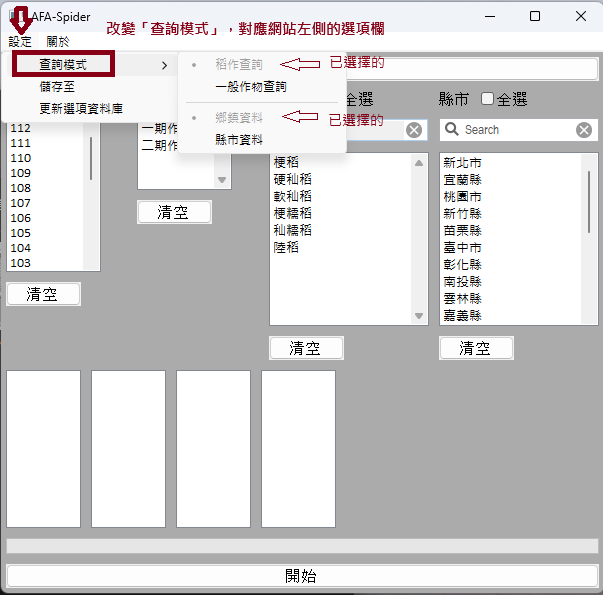 AFA-Spider
改變「查詢模式」，對應網站左側的選項欄
設定 關於
查詢模式
儲存至
更新選項資料庫
稻作查詢 已選擇的
一般作物查詢
鄉鎮資料 已選擇的
縣市資料
全選
縣市 全選
Search
112
111
110
109
108
107
106
105
104
103
清空
一期作
二期作
清空
梗稻
硬秈稻
軟秈稻
梗糯稻
秈糯稻
陸稻
清空
新北市
宜蘭縣
桃園市
新竹縣
苗栗縣
臺中市
彰化縣
南投縣
雲林縣
嘉義縣
清空
開始